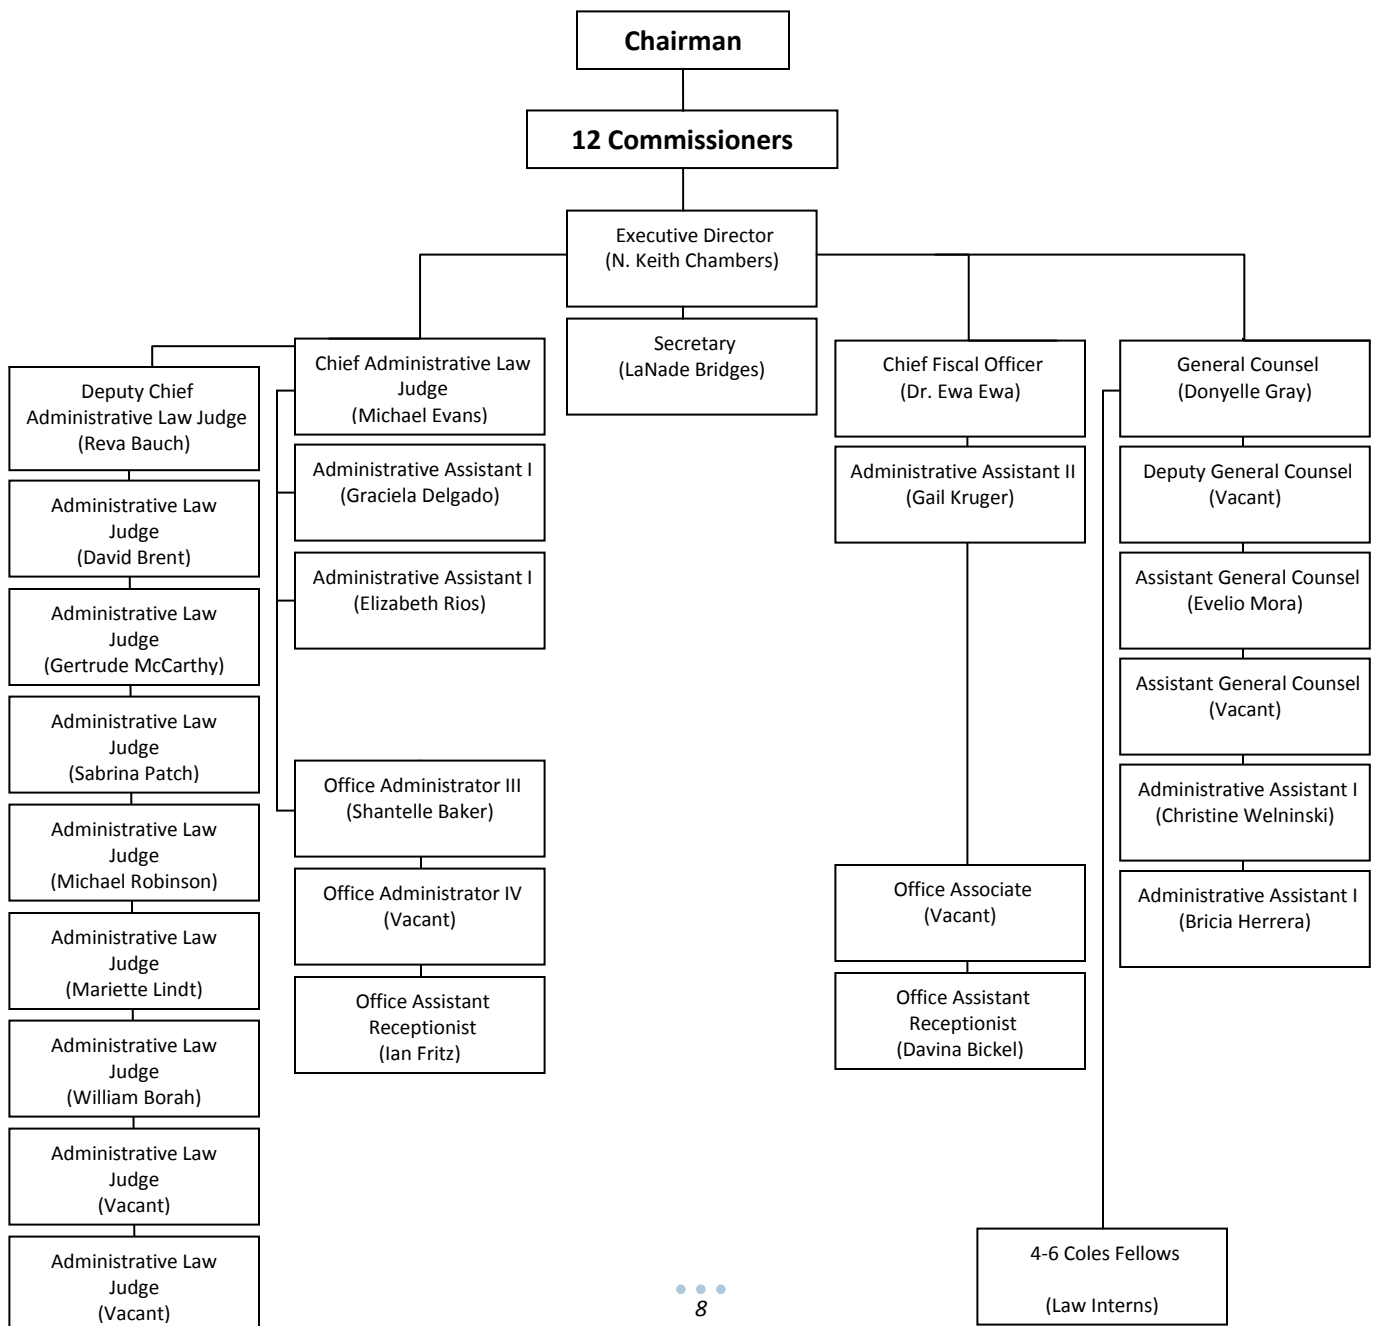 Chairman
12 Commissioners
Executive Director
(N. Keith Chambers)
Secretary
(LaNade Bridges)
Deputy Chief
Administrative Law Judge
(Reva Bauch)
Administrative Law
Judge
(David Brent)
Administrative Law
Judge
(Gertrude McCarthy)
Administrative Law
Judge
(Sabrina Patch)
Administrative Law
Judge
(Michael Robinson)
Administrative Law
Judge
(Mariette Lindt)
Administrative Law
Judge
(William Borah)
Administrative Law
Judge
(Vacant)
Administrative Law
Judge
(Vacant)
Chief Administrative Law
Judge
(Michael Evans)
Administrative Assistant I
(Graciela Delgado)
Administrative Assistant I
(Elizabeth Rios)
Office Administrator III
(Shantelle Baker)
Office Administrator IV
(Vacant)
Office Assistant
Receptionist
(Ian Fritz)
Chief Fiscal Officer
(Dr. Ewa Ewa)
Administrative Assistant II
(Gail Kruger)
Office Associate
(Vacant)
Office Assistant
Receptionist
(Davina Bickel)
General Counsel
(Donyelle Gray)
Deputy General Counsel
(Vacant)
Assistant General Counsel
(Evelio Mora)
Assistant General Counsel
(Vacant)
Administrative Assistant I
(Christine Welninski)
Administrative Assistant I
(Bricia Herrera)
4-6 Coles Fellows
(Law Interns)
8